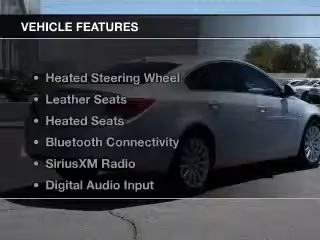 VEHICLE FEATURES
• Heated Steering Wheel
• Leather Seats
• Heated Seats
• Bluetooth Connectivity
• SiriusXM Radio
• Digital Audio Input